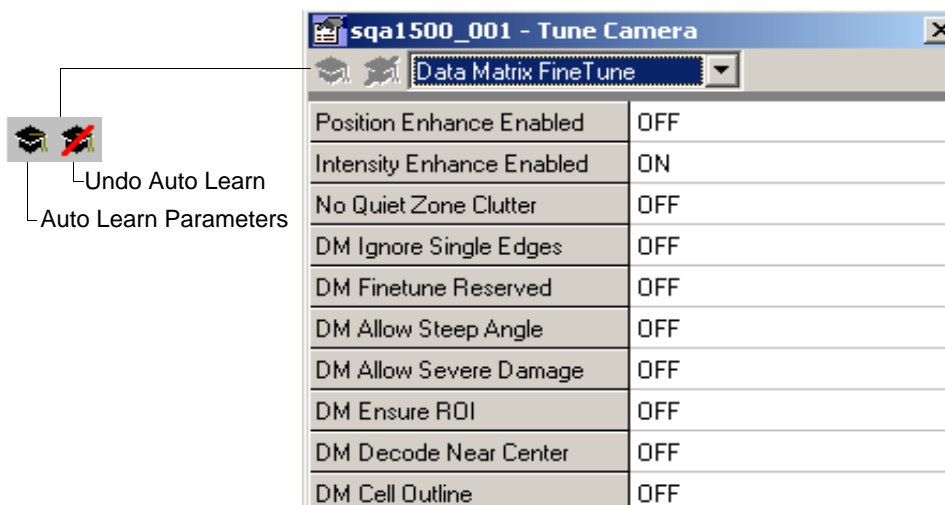 sqa1500_001 - Tune Camera
Data Matrix FineTune
Undo Auto Learn
Auto Learn Parameters
Position Enhance Enabled OFF
Intensity Enhance Enabled ON
No Quiet Zone Clutter OFF
DM Ignore Single Edges OFF
DM Finetune Reserved OFF
DM Allow Steep Angle OFF
DM Allow Severe Damage OFF
DM Ensure ROI OFF
DM Decode Near Center OFF
DM Cell Outline OFF